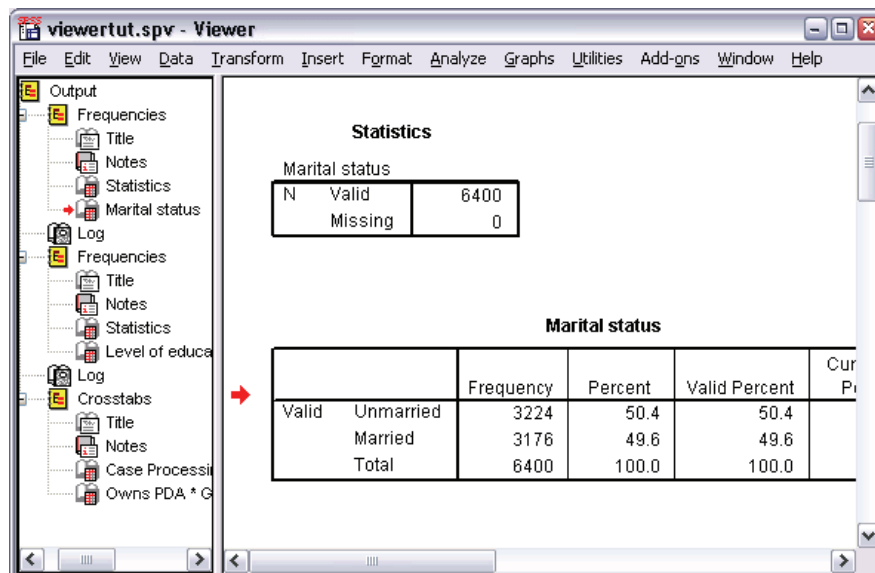 viewertut.spv - Viewer
File Edit View Data Transform Insert Format Analyze Graphs Utilities Add-ons Window Help
Output
Frequencies
Title
Notes
Statistics
Marital status
Log
Frequencies
Title
Notes
Statistics
Level of educa
Log
Crosstabs
Title
Notes
Case Processi
Owns PDA * G
Statistics
Marital status
N Valid 6400
Missing 0
Marital status
Cur
Frequency Percent Valid Percent P
Valid Unmarried 3224 50.4 50.4
Married 3176 49.6 49.6
Total 6400 100.0 100.0